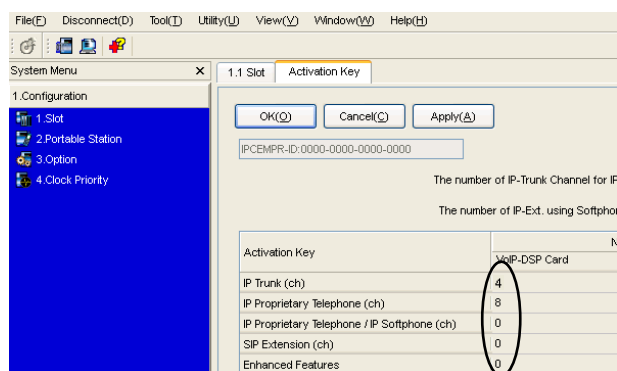 File(F) Disconnect(D) Tool(T) Utility(U) View(V) Window(W) Help(H)
System Menu X
1.1 Slot Activation Key
1.Configuration
1.Slot
2.Portable Station
3.Option
4.Clock Priority
OK(O) Cancel(C) Apply(A)
IPCEMPR-ID:0000-0000-0000-0000
The number of IP-Trunk Channel for IP
The number of IP-Ext. using Softpho
Activation Key
N
VoIP-DSP Card
IP Trunk (ch) 4
IP Proprietary Telephone (ch) 8
IP Proprietary Telephone / IP Softphone (ch) 0
SIP Extension (ch) 0
Enhanced Features 0